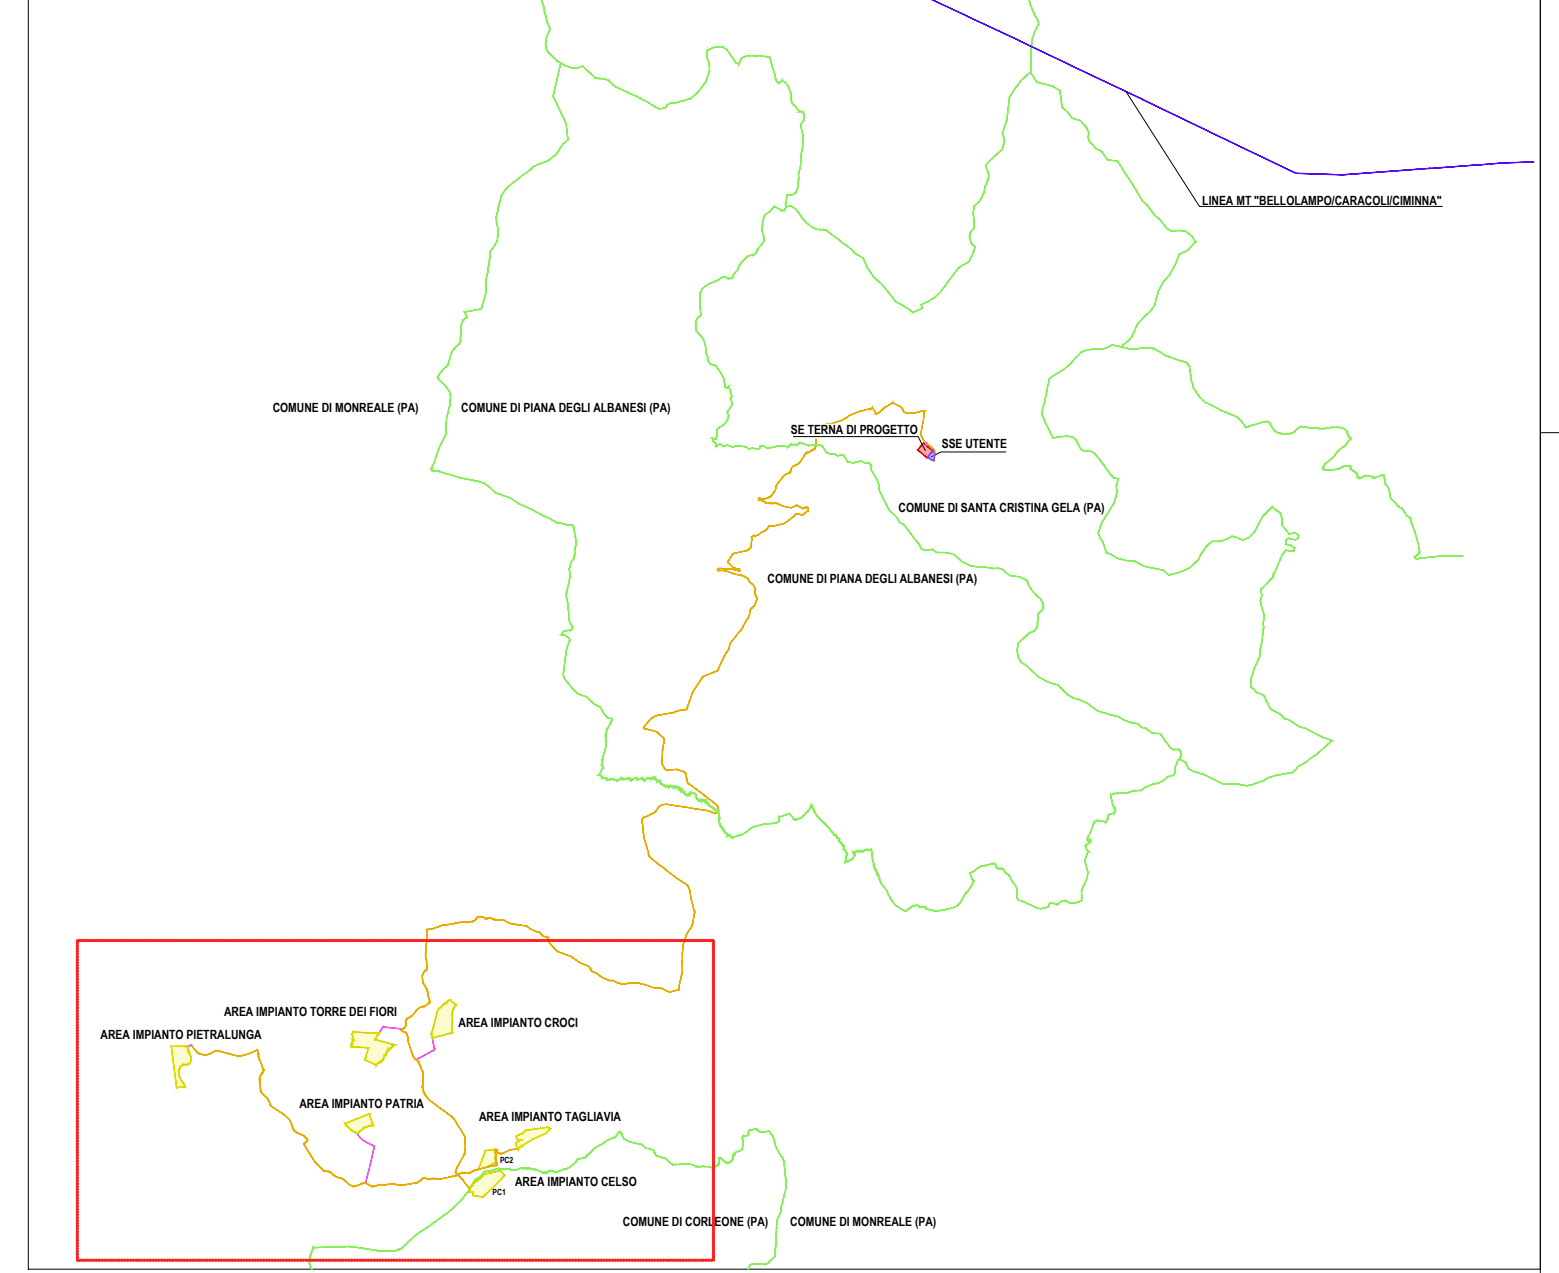 LINEA MT "BELLOLAMPO/CARACOLI/CIMINNA"
COMUNE DI MONREALE (PA)
COMUNE DI PIANA DEGLI ALBANESI (PA)
SE TERNA DI PROGETTO
SSE UTENTE
COMUNE DI SANTA CRISTINA GELA (PA)
COMUNE DI PIANA DEGLI ALBANESI (PA)
AREA IMPIANTO TORRE DEI FIORI
AREA IMPIANTO CROCI
AREA IMPIANTO PIETRALUNGA
AREA IMPIANTO PATRIA
AREA IMPIANTO TAGLIAVIA
PC2
AREA IMPIANTO CELSO
PC1
COMUNE DI CORLEONE (PA)
COMUNE DI MONREALE (PA)